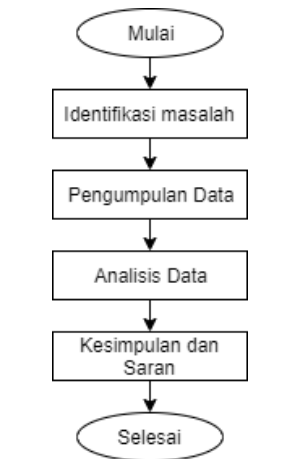 Mulai
Identifikasi masalah
Pengumpulan Data
Analisis Data
Kesimpulan dan
Saran
Selesai